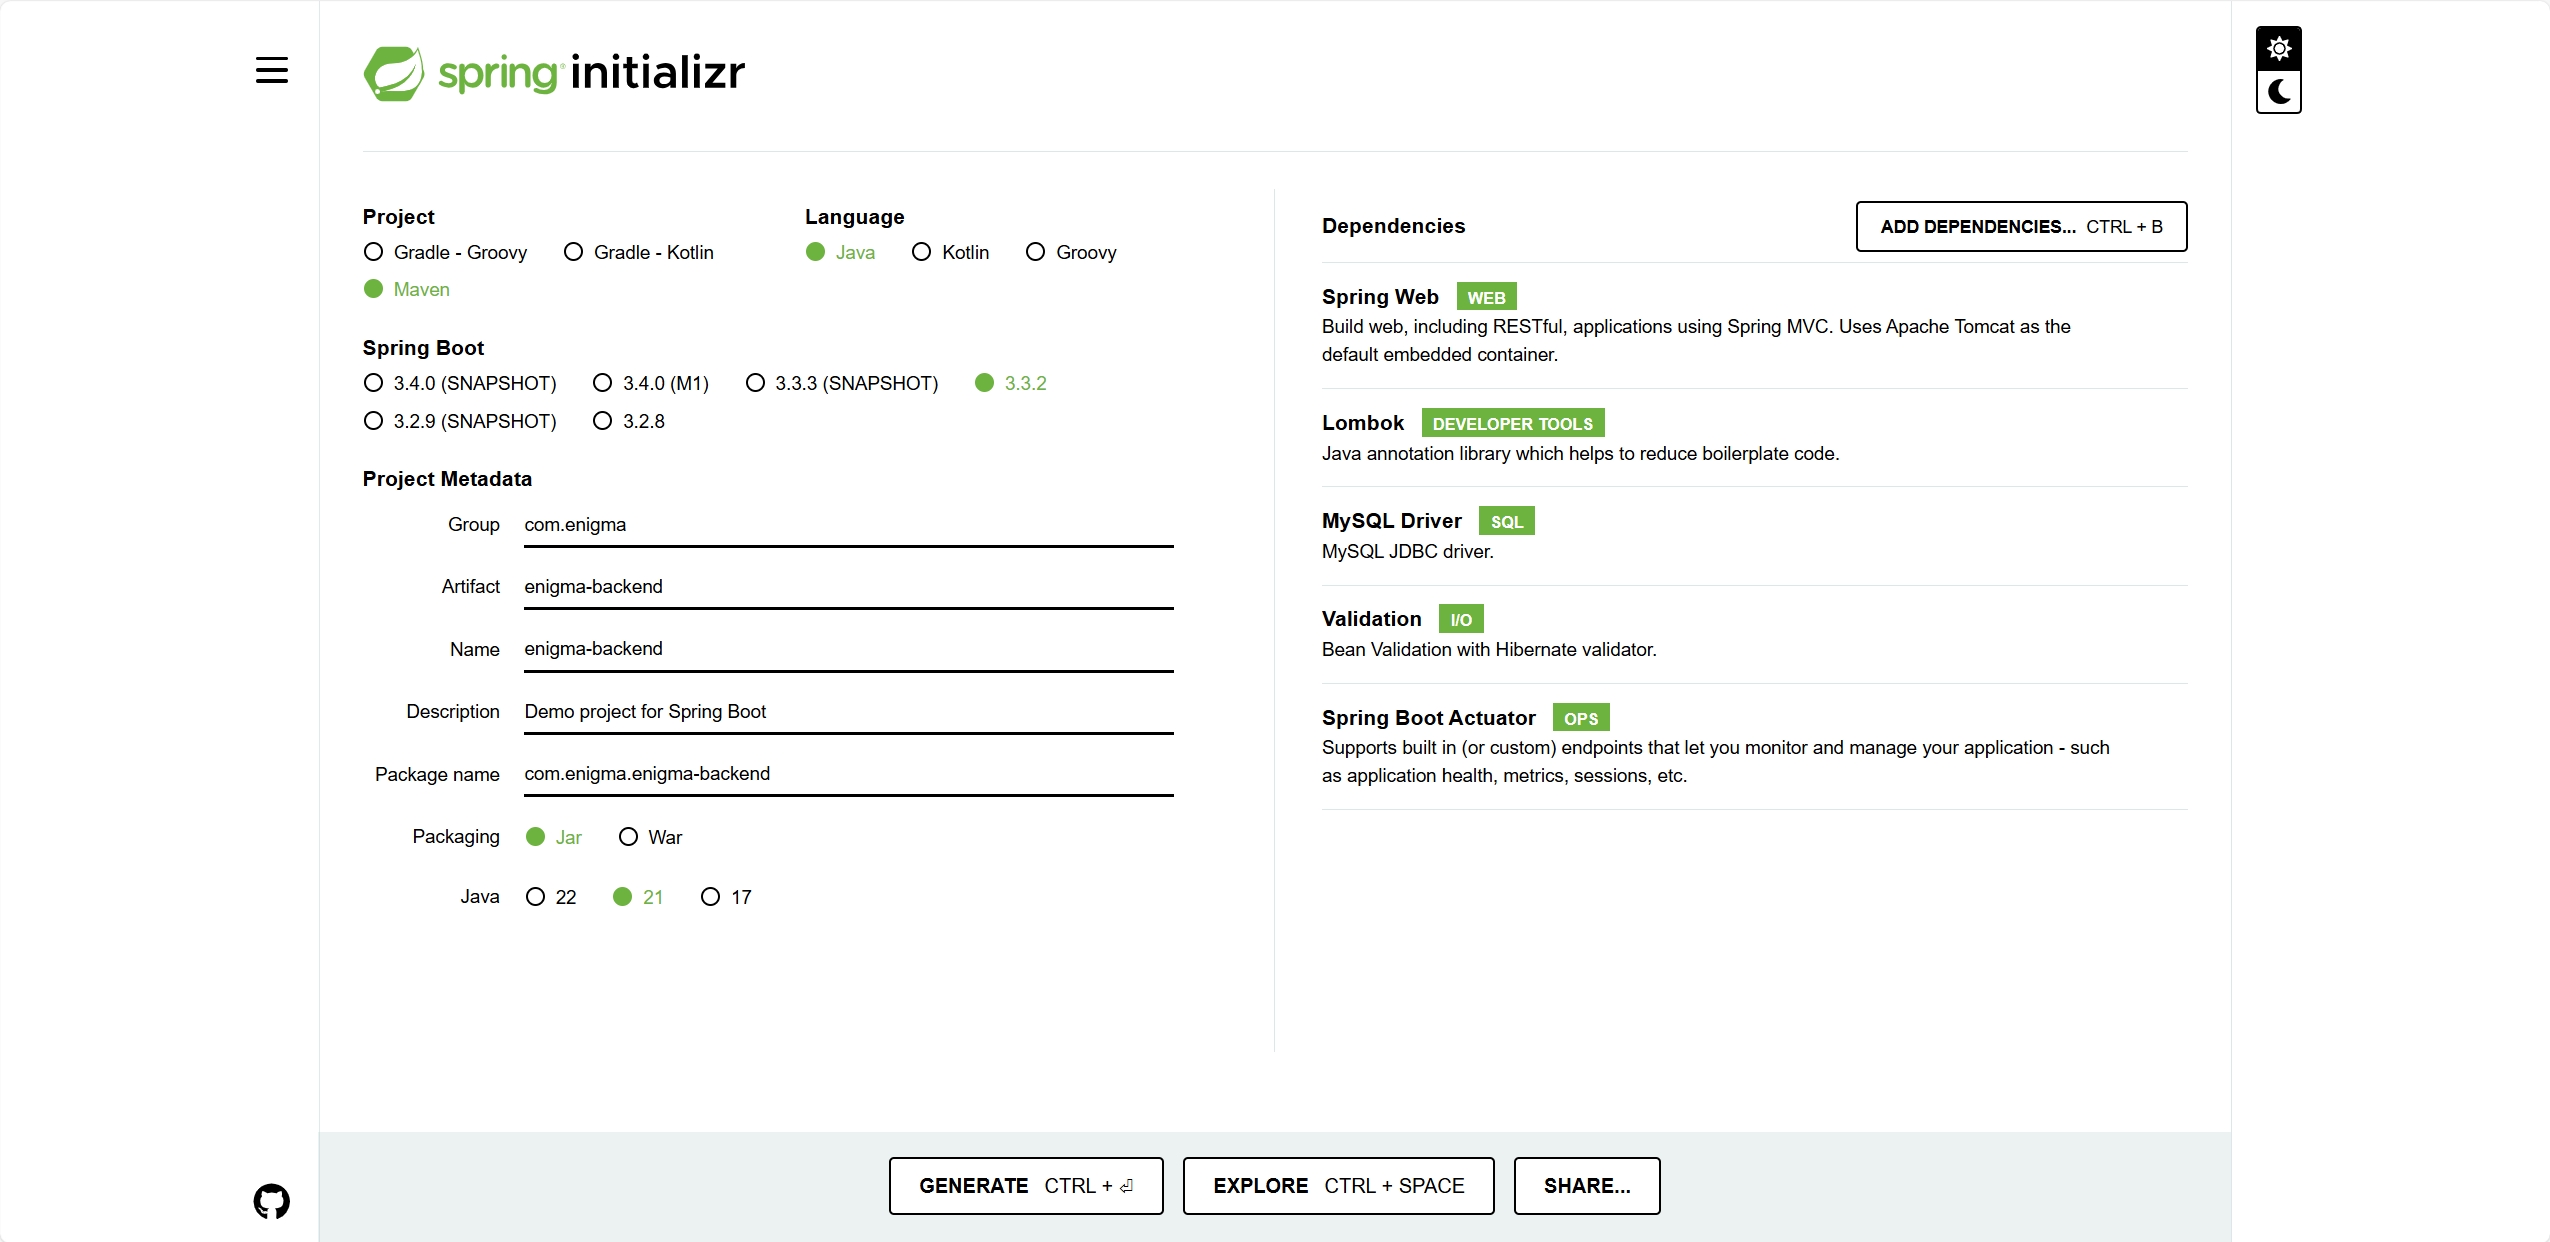 spring initializr
Project
Gradle - Groovy Gradle - Kotlin
Maven
Language
Java Kotlin Groovy
Spring Boot
3.4.0 (SNAPSHOT) 3.4.0 (M1) 3.3.3 (SNAPSHOT) 3.3.2
3.2.9 (SNAPSHOT) 3.2.8
Project Metadata
Group com.enigma
Artifact enigma-backend
Name enigma-backend
Description Demo project for Spring Boot
Package name com.enigma.enigma-backend
Packaging Jar War
Java 22 21 17
Dependencies ADD DEPENDENCIES... CTRL + B
Spring Web WEB
Build web, including RESTful, applications using Spring MVC. Uses Apache Tomcat as the
default embedded container.
Lombok DEVELOPER TOOLS
Java annotation library which helps to reduce boilerplate code.
MySQL Driver SQL
MySQL JDBC driver.
Validation I/O
Bean Validation with Hibernate validator.
Spring Boot Actuator OPS
Supports built in (or custom) endpoints that let you monitor and manage your application - such
as application health, metrics, sessions, etc.
GENERATE CTRL + ⏎ EXPLORE CTRL + SPACE SHARE...